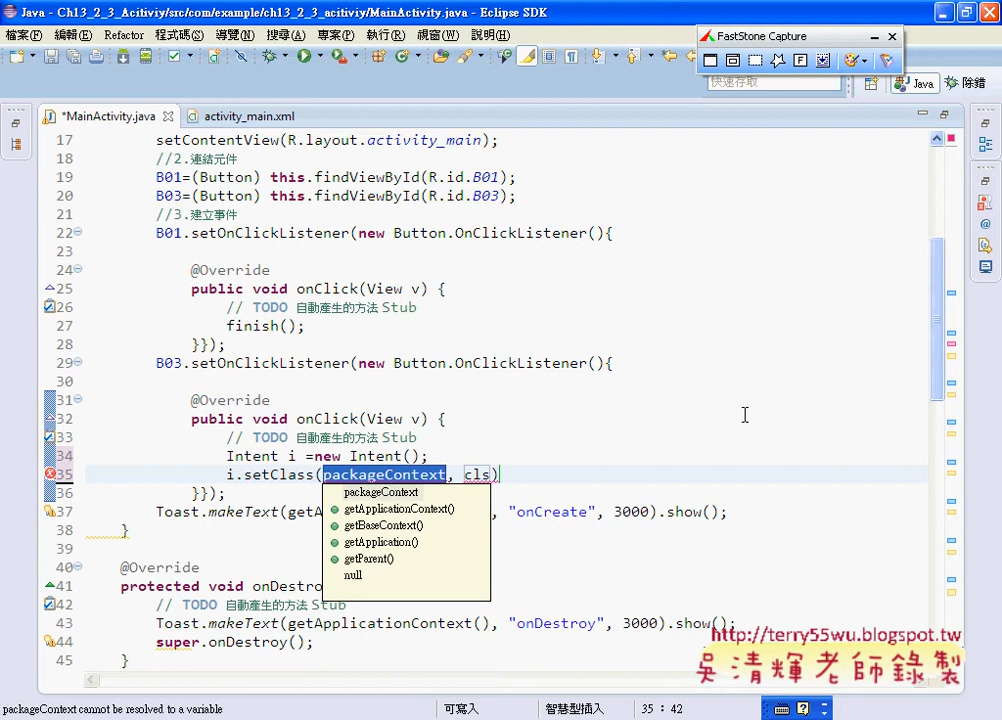 Java - Ch13_2_3_Acitiviy/src/com/example/ch13_2_3_acitiviy/MainActivity.java - Eclipse SDK
檔案(F) 編輯(E) Refactor 程式碼(S) 導覽(N) 搜尋(A) 專案(P) 執行(R) 視窗(W) 說明(H)
FastStone Capture
快速存取
Java
除錯
*MainActivity.java
activity_main.xml
17 setContentView(R.layout.activity_main);
18 //2.連結元件
19 B01=(Button) this.findViewById(R.id.B01);
20 B03=(Button) this.findViewById(R.id.B03);
21 //3.建立事件
22 B01.setOnClickListener(new Button.OnClickListener(){
23
24 @Override
25 public void onClick(View v) {
26 // TODO 自動產生的方法 Stub
27 finish();
28 }});
29 B03.setOnClickListener(new Button.OnClickListener(){
30
31 @Override
32 public void onClick(View v) {
33 // TODO 自動產生的方法 Stub
34 Intent i =new Intent();
35 i.setClass(packageContext, cls)
36 }});
packageContext
getApplicationContext()
getBaseContext()
getApplication()
getParent()
null
37 Toast.makeText(getA , "onCreate", 3000).show();
38 }
39
40 @Override
41 protected void onDestro
42 // TODO 自動產生的方法 Stub
43 Toast.makeText(getApplicationContext(), "onDestroy", 3000).show();
44 super.onDestroy();
45 }
http://terry55wu.blogspot.tw
吳清輝老師錄製
packageContext cannot be resolved to a variable
可寫入
智慧型插入
35 : 42